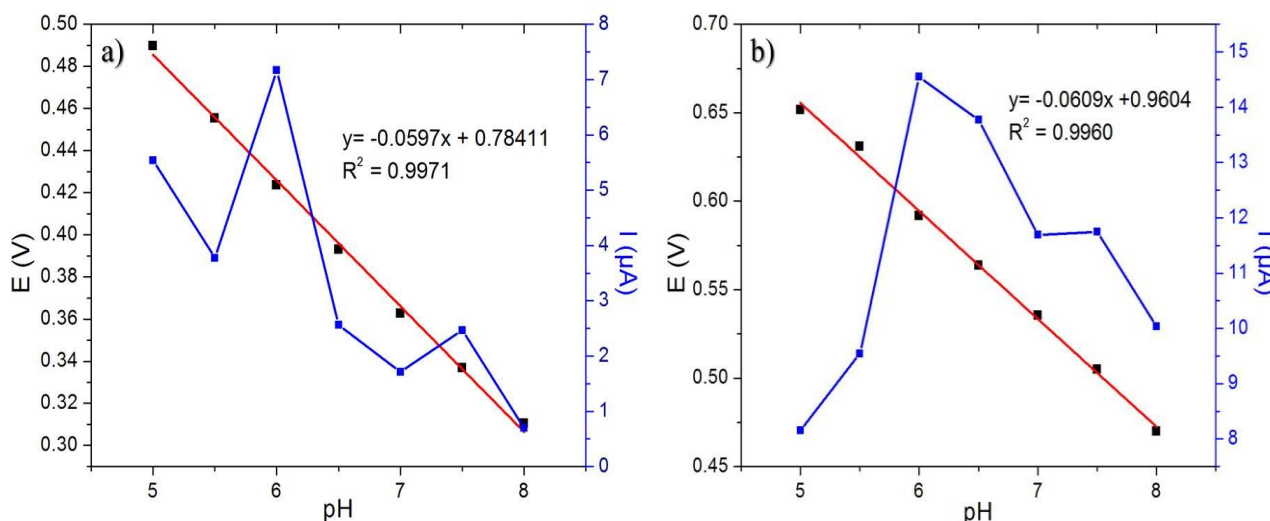 a)
y= -0.0597x + 0.78411
R² = 0.9971
E (V)
0.50
0.48
0.46
0.44
0.42
0.40
0.38
0.36
0.34
0.32
0.30
I (µA)
8
7
6
5
4
3
2
1
0
5 6 7 8
pH
b)
y= -0.0609x +0.9604
R² = 0.9960
E (V)
0.70
0.65
0.60
0.55
0.50
0.45
I (µA)
15
14
13
12
11
10
9
8
5 6 7 8
pH